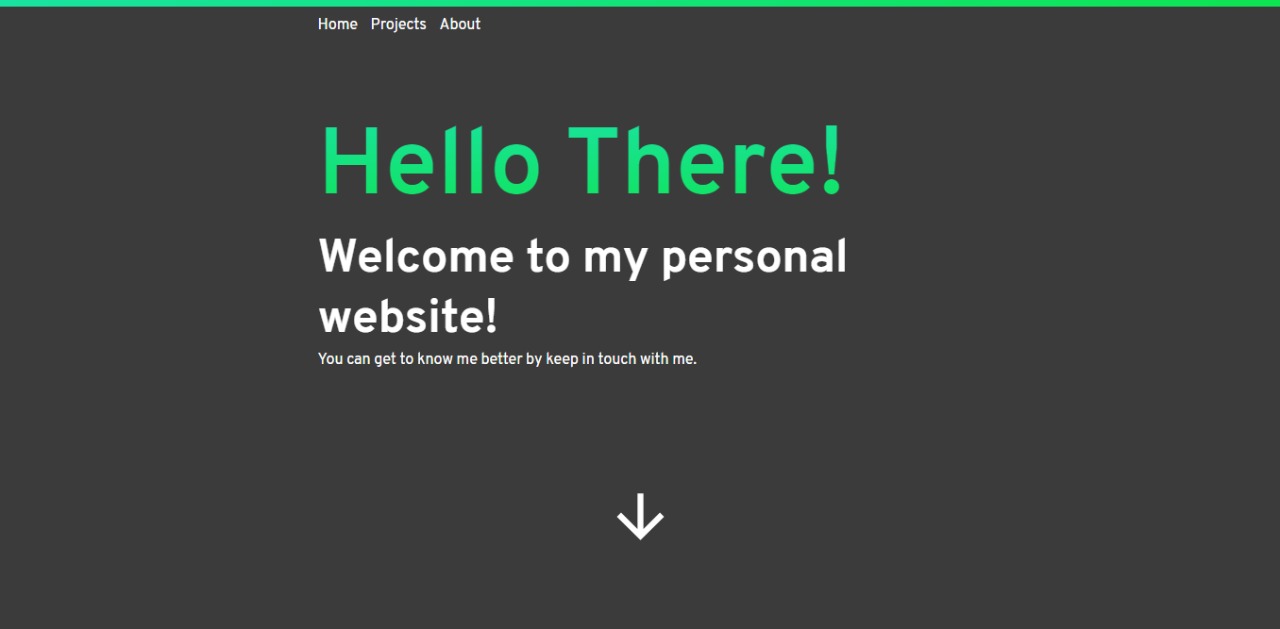 Home Projects About
Hello There!
Welcome to my personal
website!
You can get to know me better by keep in touch with me.